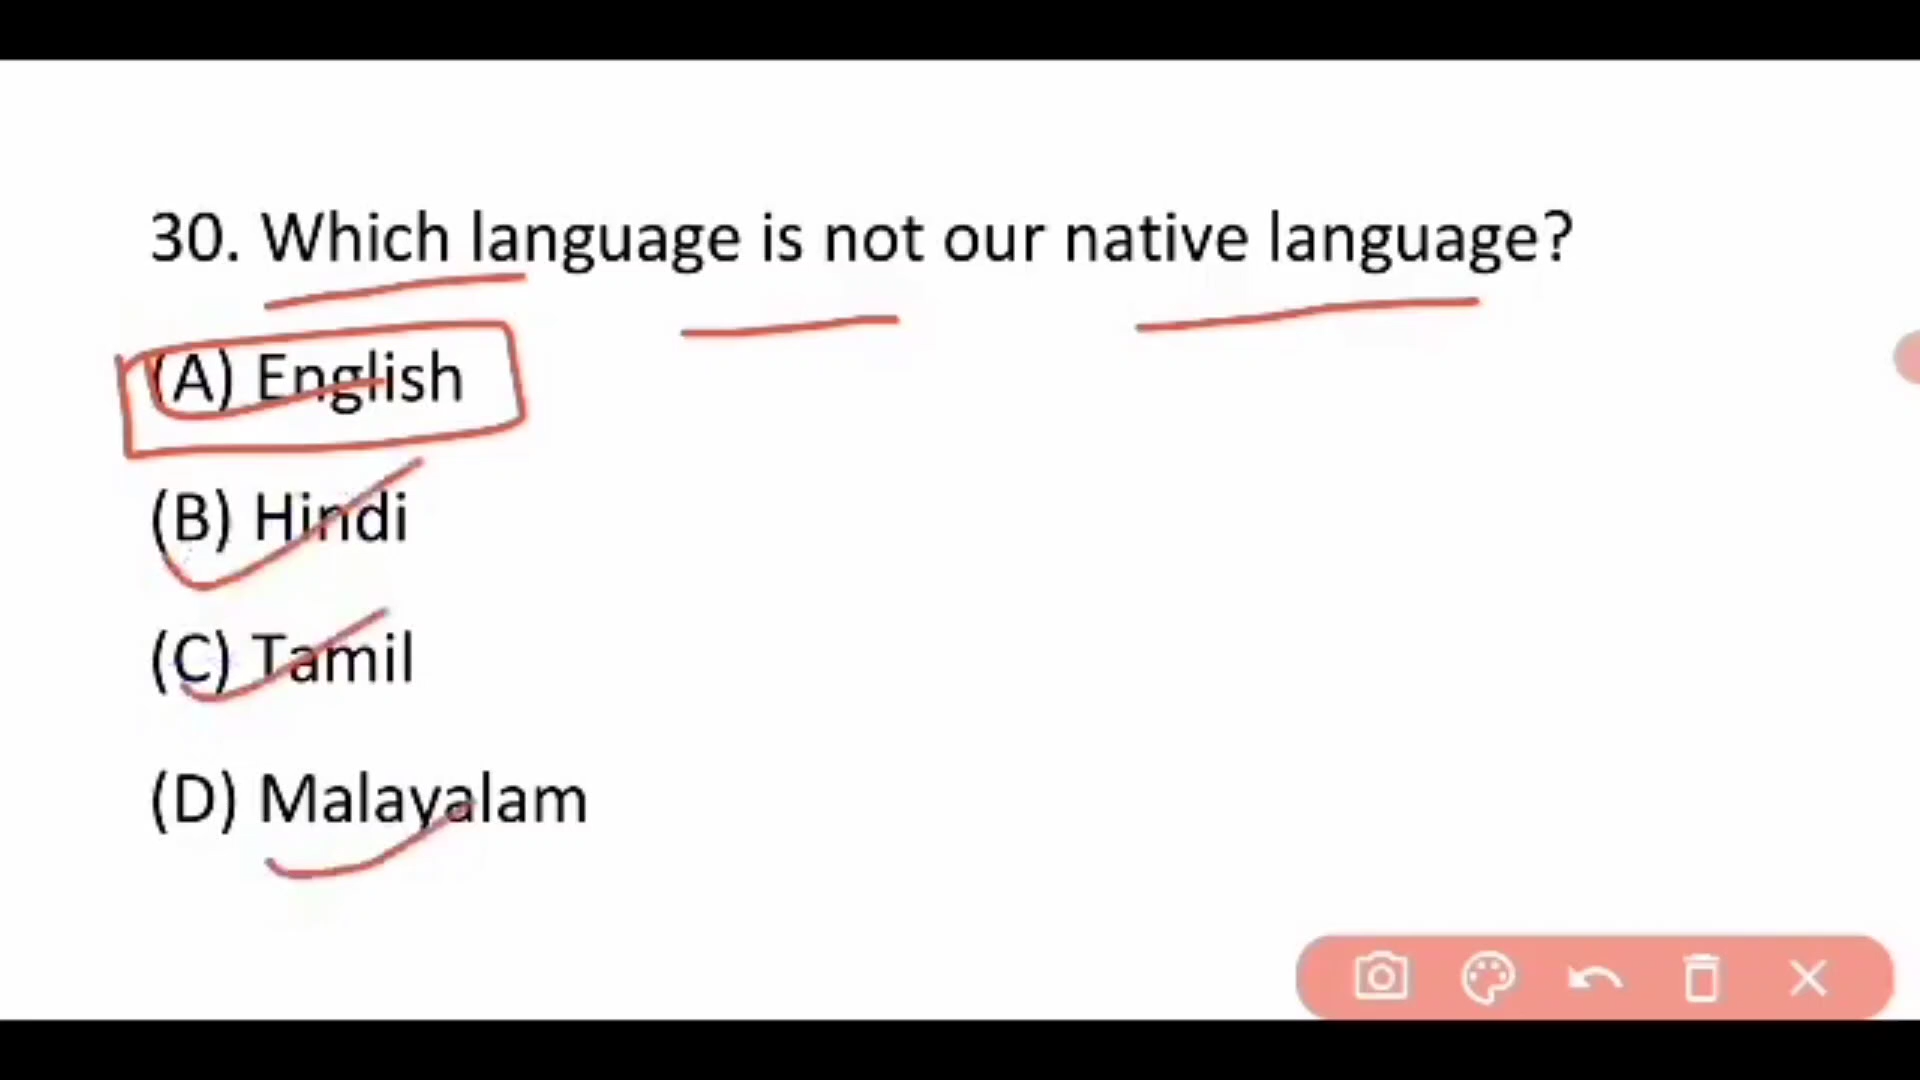 30. Which language is not our native language?
(A) English
(B) Hindi
(C) Tamil
(D) Malayalam